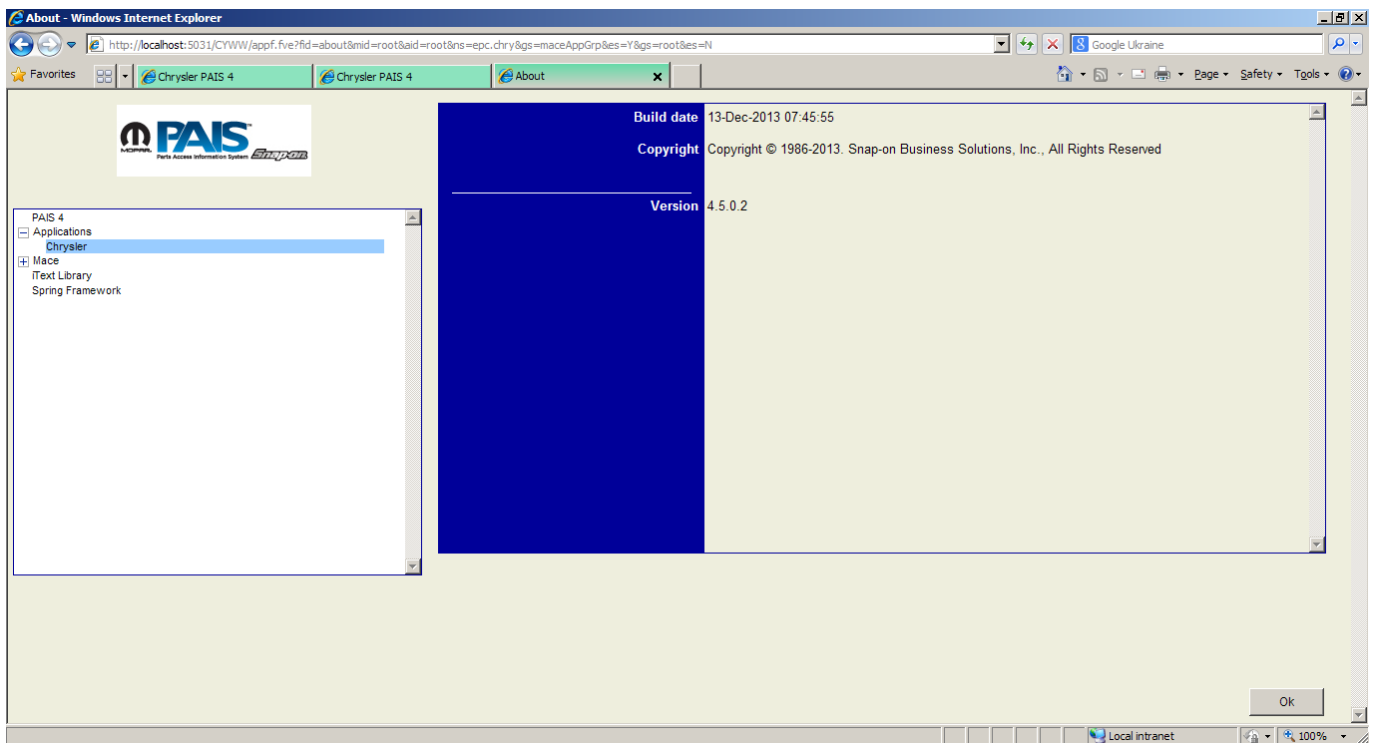 About - Windows Internet Explorer
http://localhost:5031/CYWW/appf.fve?fid=about&mid=root&aid=root&ns=epc.chry&gs=maceAppGrp&es=Y&gs=root&es=N
Google Ukraine
Favorites
Chrysler PAIS 4
Chrysler PAIS 4
About
Page
Safety
Tools
MOPAR
PAIS
Parts Access Information System
Snap-on
PAIS 4
Applications
Chrysler
Mace
iText Library
Spring Framework
Build date 13-Dec-2013 07:45:55
Copyright Copyright © 1986-2013. Snap-on Business Solutions, Inc., All Rights Reserved
Version 4.5.0.2
Ok
Local intranet
100%